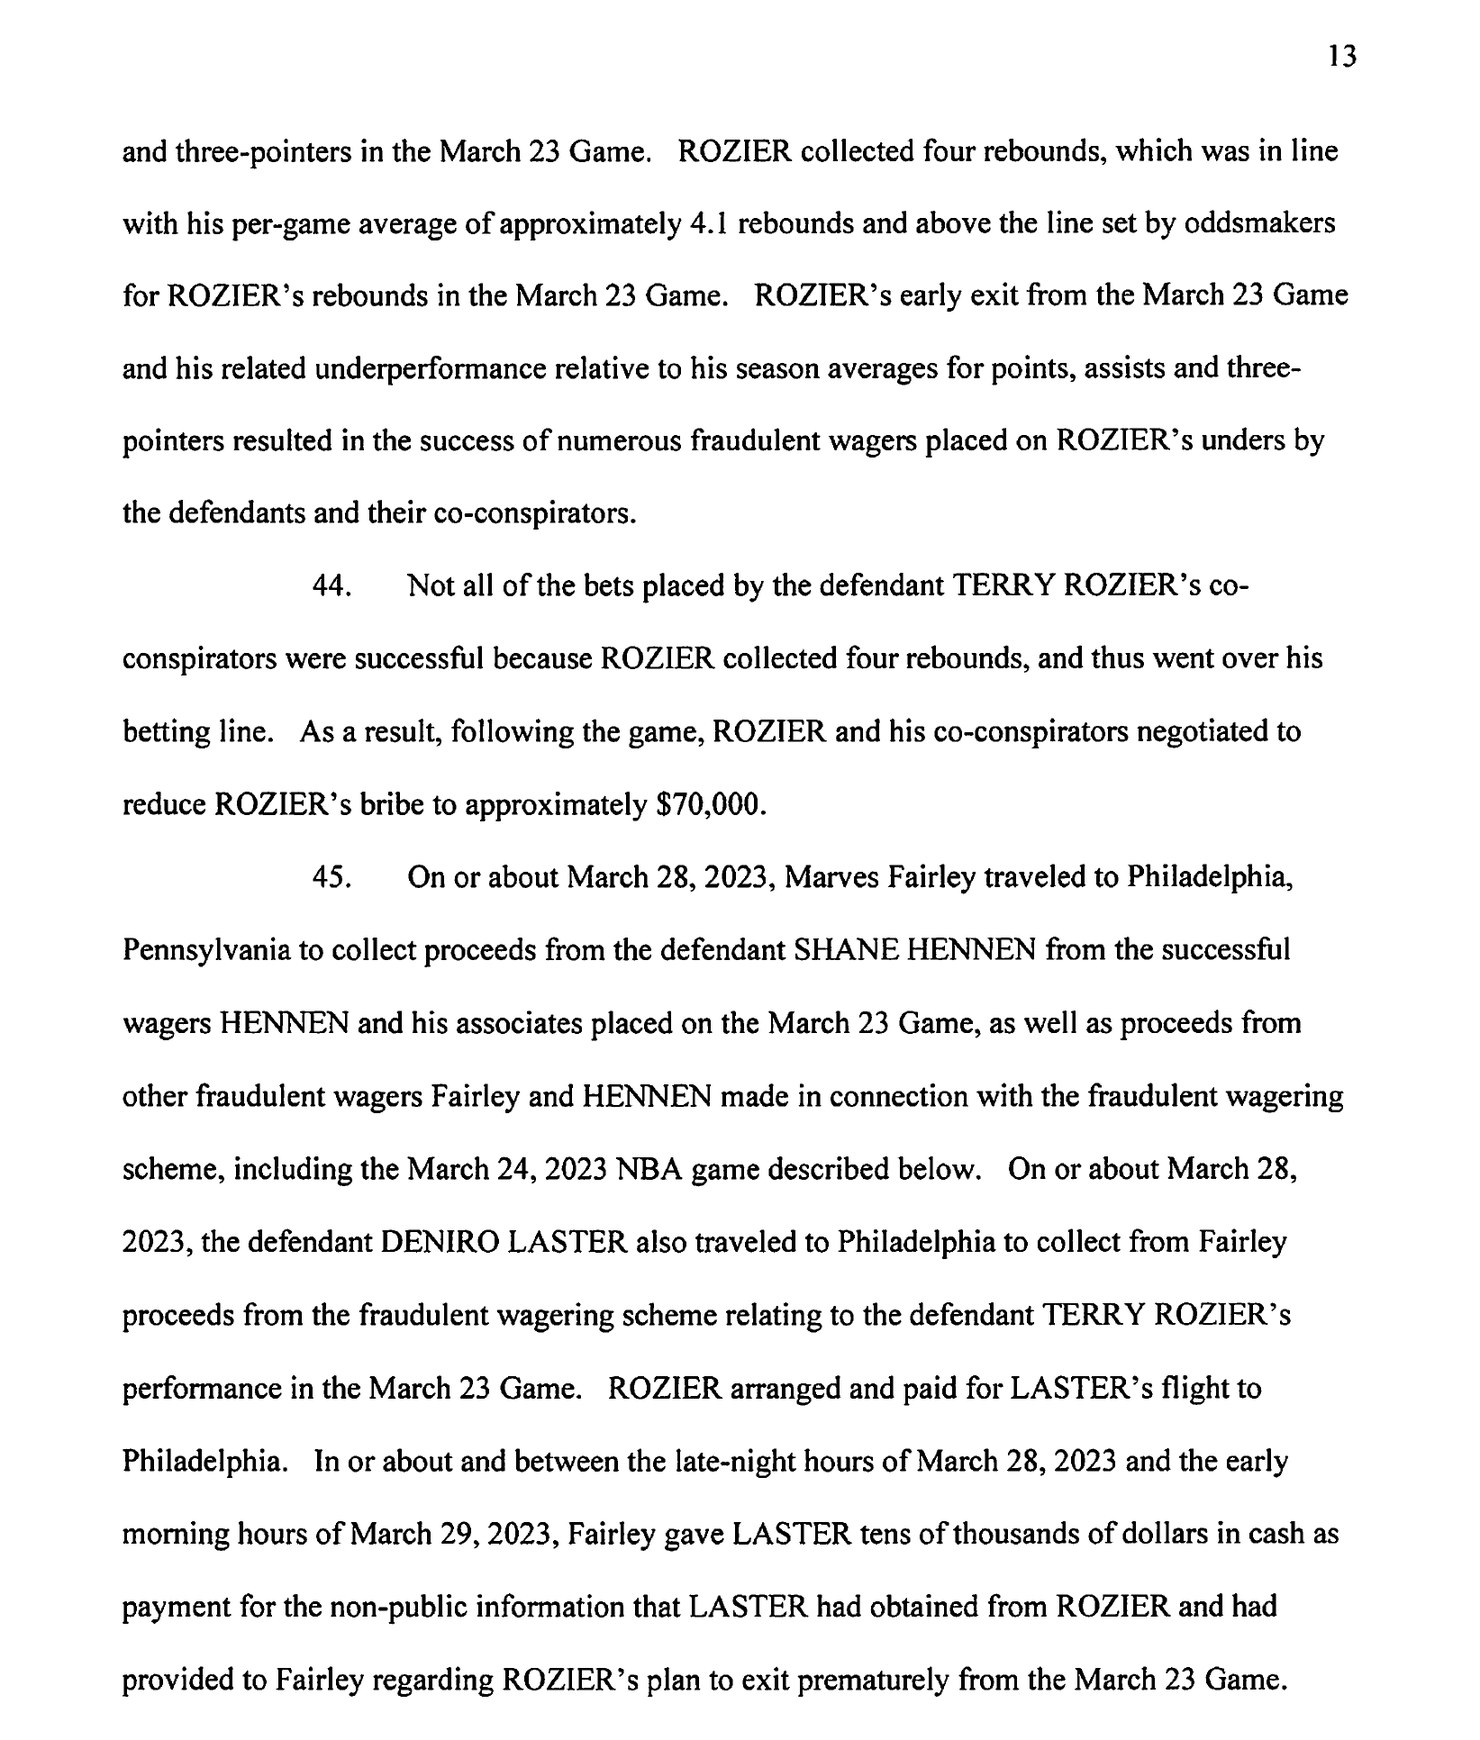 13
and three-pointers in the March 23 Game. ROZIER collected four rebounds, which was in line
with his per-game average of approximately 4.1 rebounds and above the line set by oddsmakers
for ROZIER's rebounds in the March 23 Game. ROZIER's early exit from the March 23 Game
and his related underperformance relative to his season averages for points, assists and three-
pointers resulted in the success of numerous fraudulent wagers placed on ROZIER's unders by
the defendants and their co-conspirators.
44. Not all of the bets placed by the defendant TERRY ROZIER's co-
conspirators were successful because ROZIER collected four rebounds, and thus went over his
betting line. As a result, following the game, ROZIER and his co-conspirators negotiated to
reduce ROZIER's bribe to approximately $70,000.
45. On or about March 28, 2023, Marves Fairley traveled to Philadelphia,
Pennsylvania to collect proceeds from the defendant SHANE HENNEN from the successful
wagers HENNEN and his associates placed on the March 23 Game, as well as proceeds from
other fraudulent wagers Fairley and HENNEN made in connection with the fraudulent wagering
scheme, including the March 24, 2023 NBA game described below. On or about March 28,
2023, the defendant DENIRO LASTER also traveled to Philadelphia to collect from Fairley
proceeds from the fraudulent wagering scheme relating to the defendant TERRY ROZIER's
performance in the March 23 Game. ROZIER arranged and paid for LASTER's flight to
Philadelphia. In or about and between the late-night hours of March 28, 2023 and the early
morning hours of March 29, 2023, Fairley gave LASTER tens of thousands of dollars in cash as
payment for the non-public information that LASTER had obtained from ROZIER and had
provided to Fairley regarding ROZIER's plan to exit prematurely from the March 23 Game.